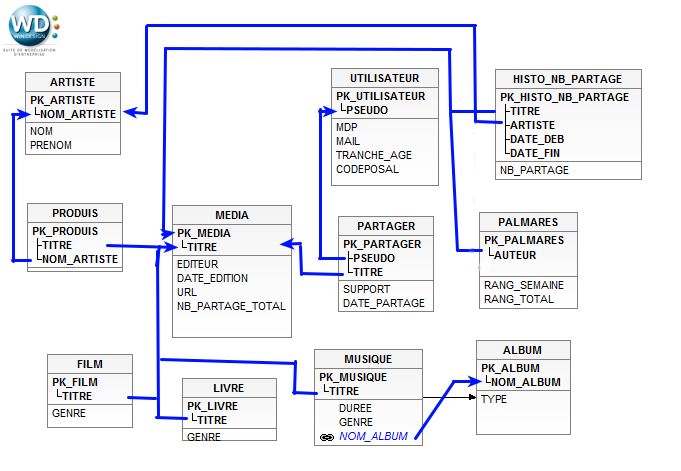 WD:
WIN'DESIGN
SUITE DE MODÉLISATION
D'ENTREPRISE
ARTISTE
PK_ARTISTE
NOM_ARTISTE
NOM
PRENOM
UTILISATEUR
PK_UTILISATEUR
PSEUDO
MDP
MAIL
TRANCHE_AGE
CODEPOSAL
HISTO_NB_PARTAGE
PK_HISTO_NB_PARTAGE
TITRE
ARTISTE
DATE_DEB
DATE_FIN
NB_PARTAGE
PRODUIS
PK_PRODUIS
TITRE
NOM_ARTISTE
MEDIA
PK_MEDIA
TITRE
EDITEUR
DATE_EDITION
URL
NB_PARTAGE_TOTAL
PARTAGER
PK_PARTAGER
PSEUDO
TITRE
SUPPORT
DATE_PARTAGE
PALMARES
PK_PALMARES
AUTEUR
RANG_SEMAINE
RANG_TOTAL
FILM
PK_FILM
TITRE
GENRE
LIVRE
PK_LIVRE
TITRE
GENRE
MUSIQUE
PK_MUSIQUE
TITRE
DUREE
GENRE
NOM_ALBUM
ALBUM
PK_ALBUM
NOM_ALBUM
TYPE